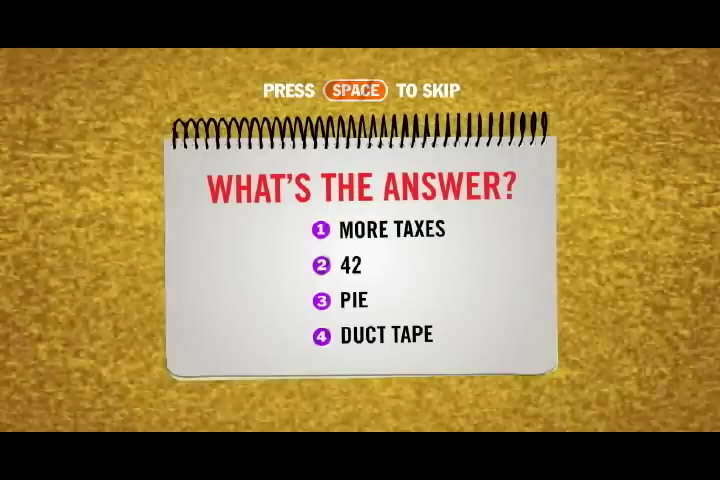 PRESS SPACE TO SKIP
WHAT'S THE ANSWER?
1 MORE TAXES
2 42
3 PIE
4 DUCT TAPE